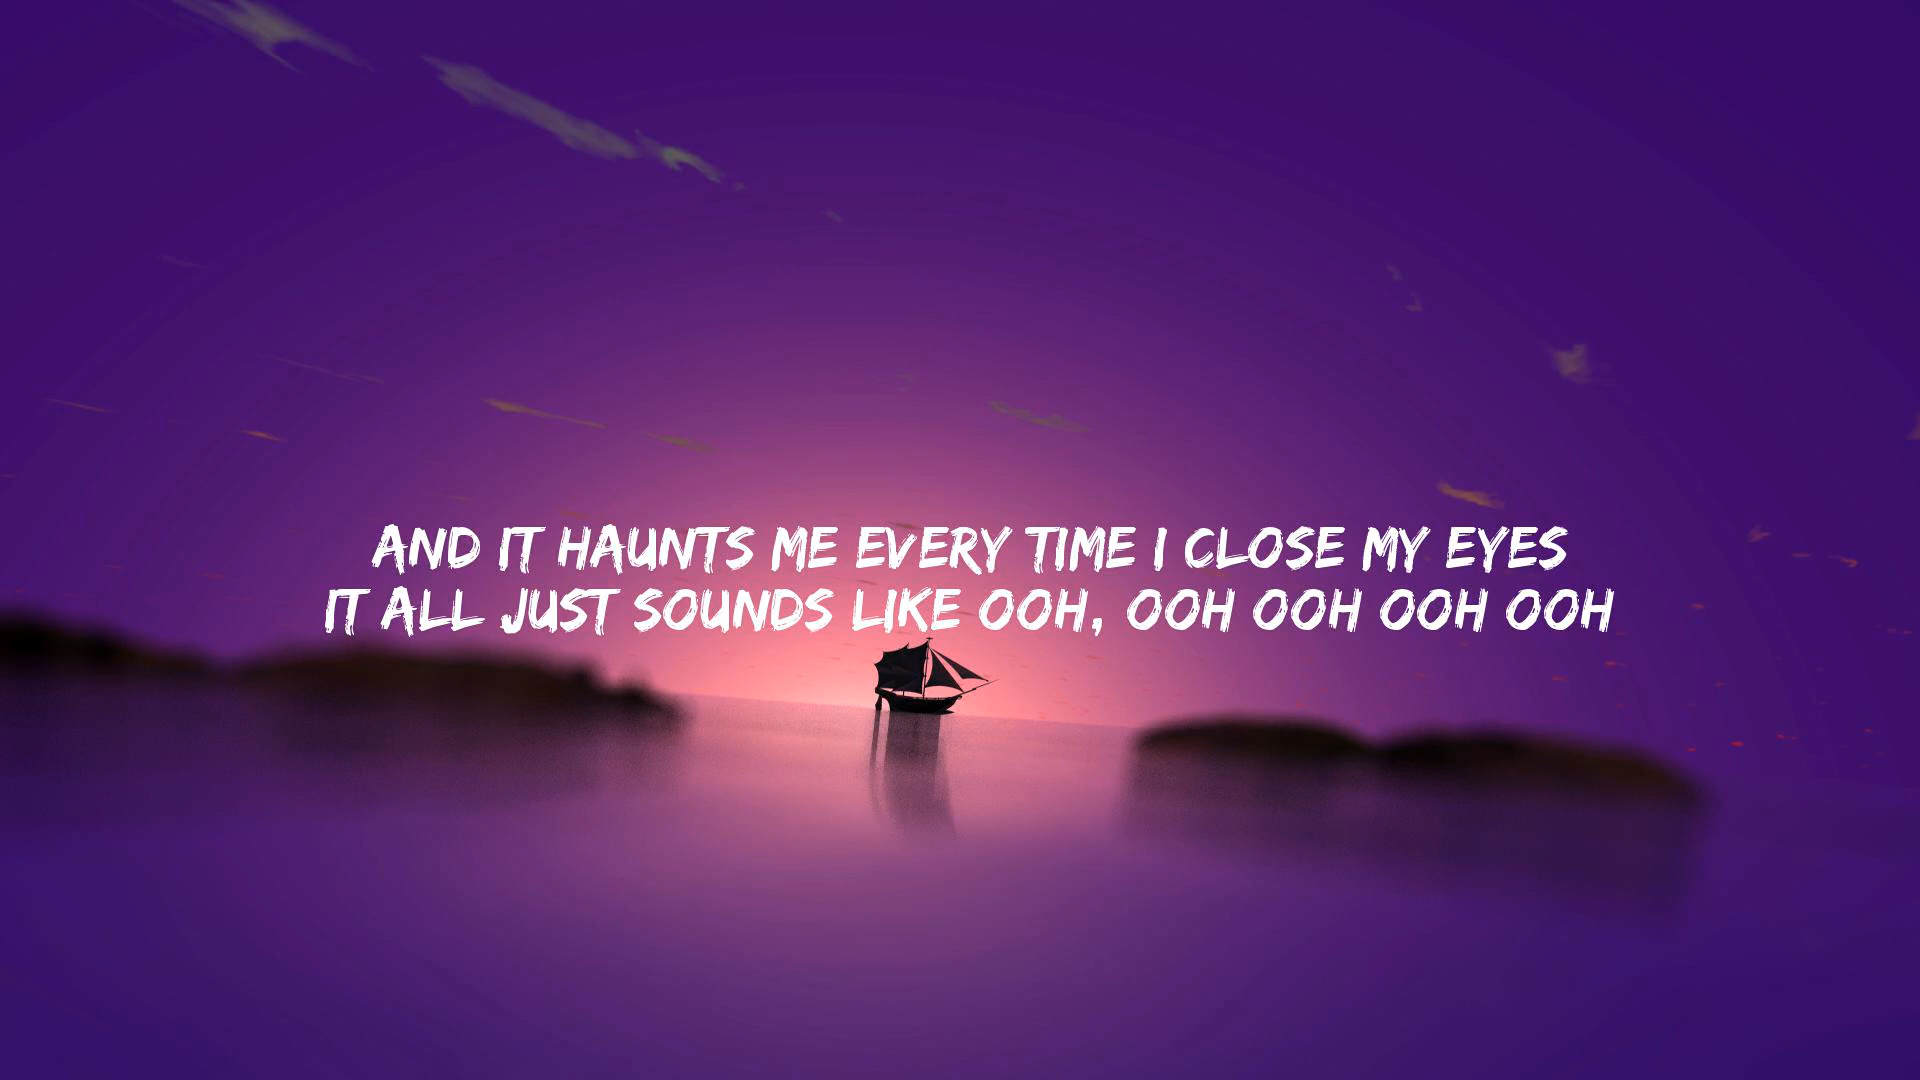 AND IT HAUNTS ME EVERY TIME I CLOSE MY EYES
IT ALL JUST SOUNDS LIKE OOH, OOH OOH OOH OOH